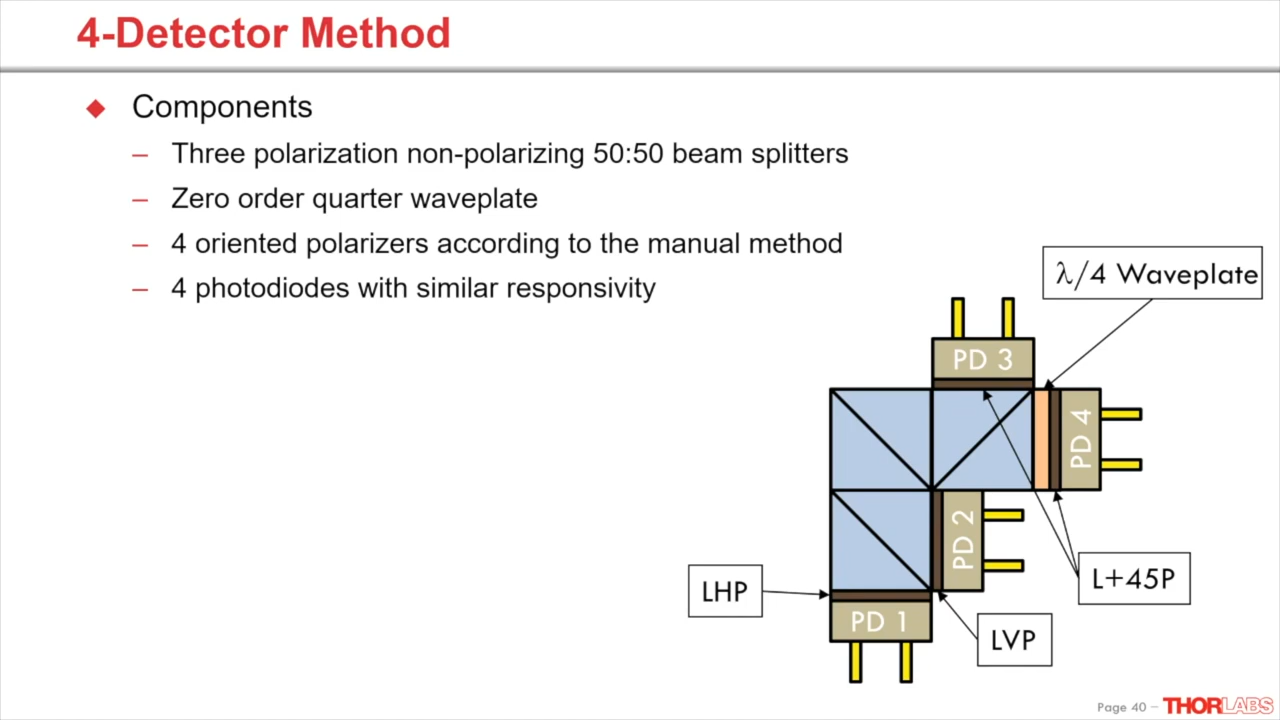 4-Detector Method
Components
– Three polarization non-polarizing 50:50 beam splitters
– Zero order quarter waveplate
– 4 oriented polarizers according to the manual method
– 4 photodiodes with similar responsivity
λ/4 Waveplate
PD 3
PD 4
PD 2
L+45P
LHP
PD 1
LVP
Page 40 – THORLABS